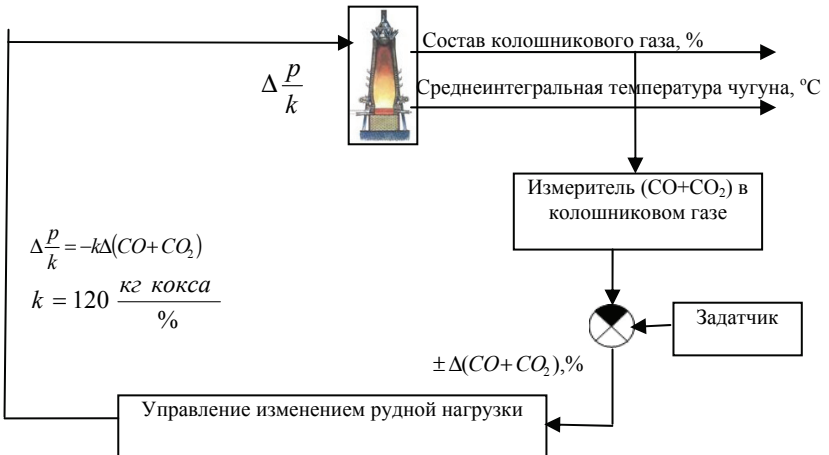 Состав колошникового газа, %
Δ p/k
Среднеинтегральная температура чугуна, °C
Измеритель (CO+CO₂) в
колошниковом газе
Δ p/k = −kΔ(CO+CO₂)
k = 120 кг кокса/%
Задатчик
±Δ(CO+CO₂),%
Управление изменением рудной нагрузки